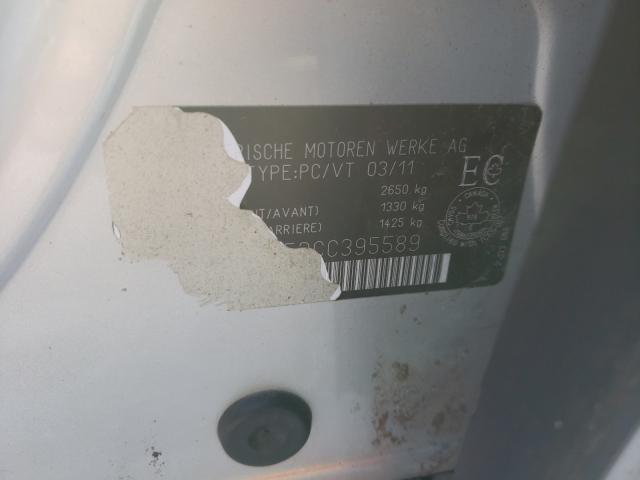 RISCHE MOTOREN WERKE AG
TYPE:PC/VT 03/11
EC
2650 kg
NT/AVANT) 1330 kg
ARRIERE) 1425 kg
CC395589
CANADA